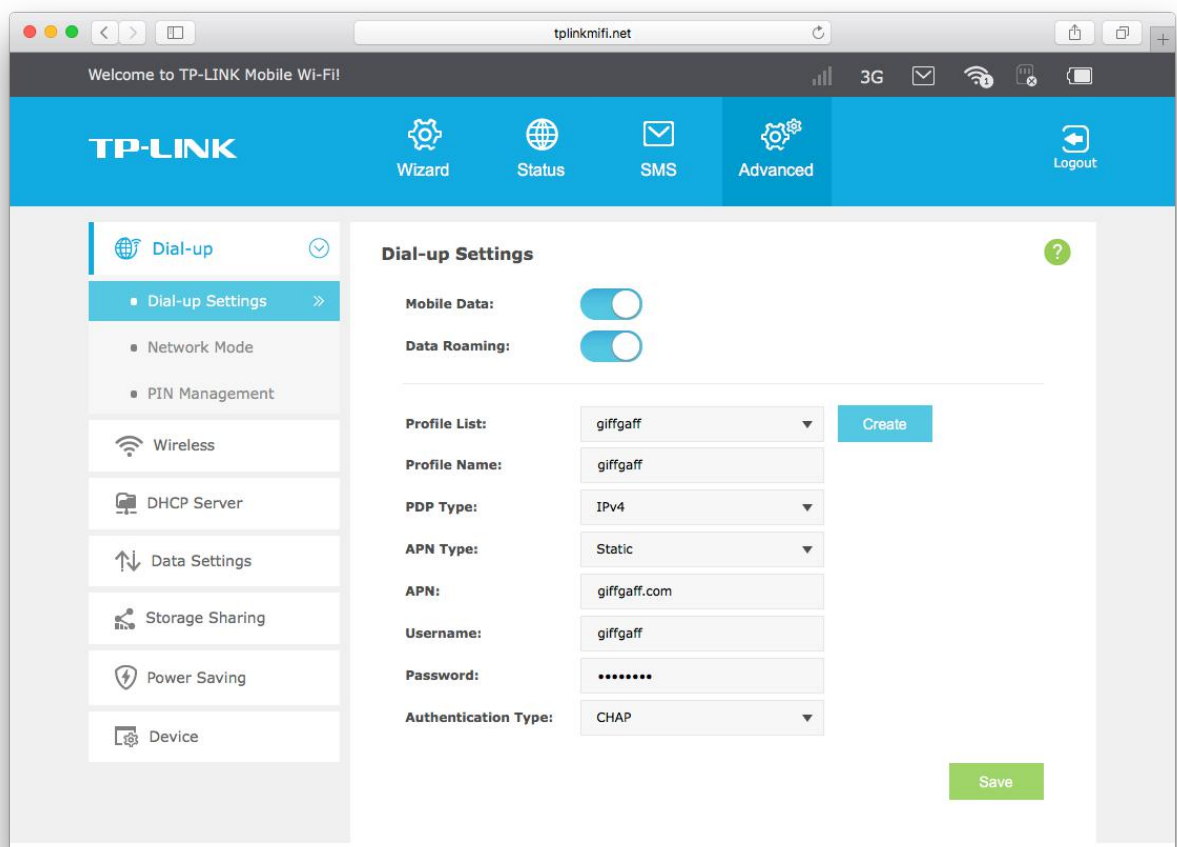 tplinkmifi.net
Welcome to TP-LINK Mobile Wi-Fi!
3G
1
TP-LINK
Wizard
Status
SMS
Advanced
Logout
Dial-up
Dial-up Settings
Network Mode
PIN Management
Wireless
DHCP Server
Data Settings
Storage Sharing
Power Saving
Device
Dial-up Settings
?
Mobile Data:
Data Roaming:
Profile List: giffgaff Create
Profile Name: giffgaff
PDP Type: IPv4
APN Type: Static
APN: giffgaff.com
Username: giffgaff
Password: ••••••••
Authentication Type: CHAP
Save